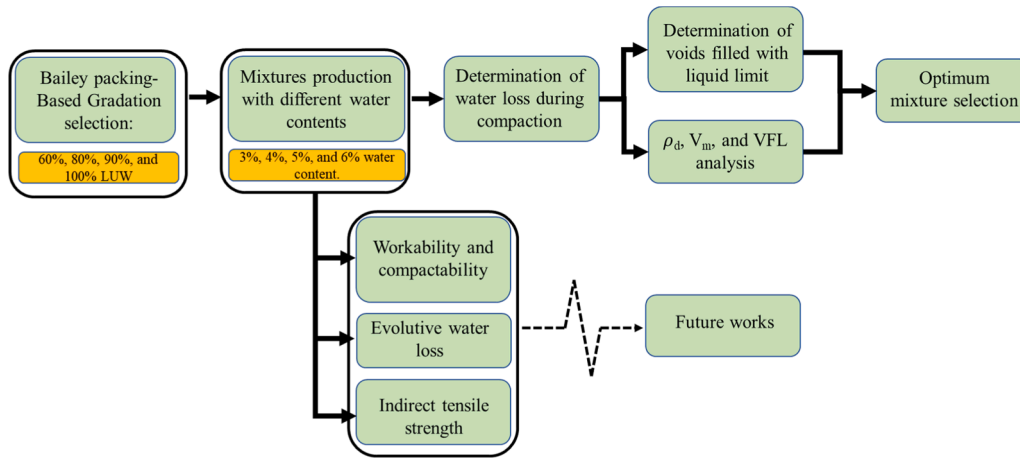 Bailey packing-
Based Gradation
selection:
60%, 80%, 90%, and
100% LUW
Mixtures production
with different water
contents
3%, 4%, 5%, and 6% water
content.
Determination of
water loss during
compaction
Determination of
voids filled with
liquid limit
ρd, Vm, and VFL
analysis
Optimum
mixture selection
Workability and
compactability
Evolutive water
loss
Indirect tensile
strength
Future works